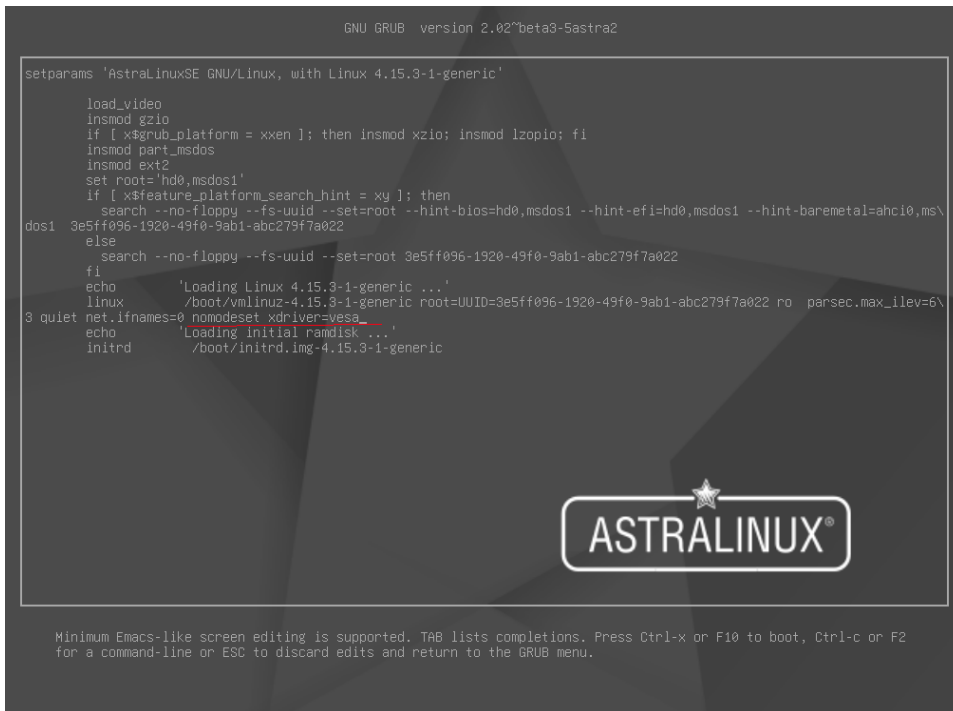 GNU GRUB  version 2.02~beta3-5astra2
setparams 'AstraLinuxSE GNU/Linux, with Linux 4.15.3-1-generic'
load_video
insmod gzio
if [ x$grub_platform = xxen ]; then insmod xzio; insmod lzopio; fi
insmod part_msdos
insmod ext2
set root='hd0,msdos1'
if [ x$feature_platform_search_hint = xy ]; then
search --no-floppy --fs-uuid --set=root --hint-bios=hd0,msdos1 --hint-efi=hd0,msdos1 --hint-baremetal=ahci0,ms\
dos1  3e5ff096-1920-49f0-9ab1-abc279f7a022
else
search --no-floppy --fs-uuid --set=root 3e5ff096-1920-49f0-9ab1-abc279f7a022
fi
echo 'Loading Linux 4.15.3-1-generic ...'
linux /boot/vmlinuz-4.15.3-1-generic root=UUID=3e5ff096-1920-49f0-9ab1-abc279f7a022 ro  parsec.max_ilev=6\
3 quiet net.ifnames=0 nomodeset xdriver=vesa_
echo 'Loading initial ramdisk ...'
initrd /boot/initrd.img-4.15.3-1-generic
ASTRALINUX®
Minimum Emacs-like screen editing is supported. TAB lists completions. Press Ctrl-x or F10 to boot, Ctrl-c or F2
for a command-line or ESC to discard edits and return to the GRUB menu.